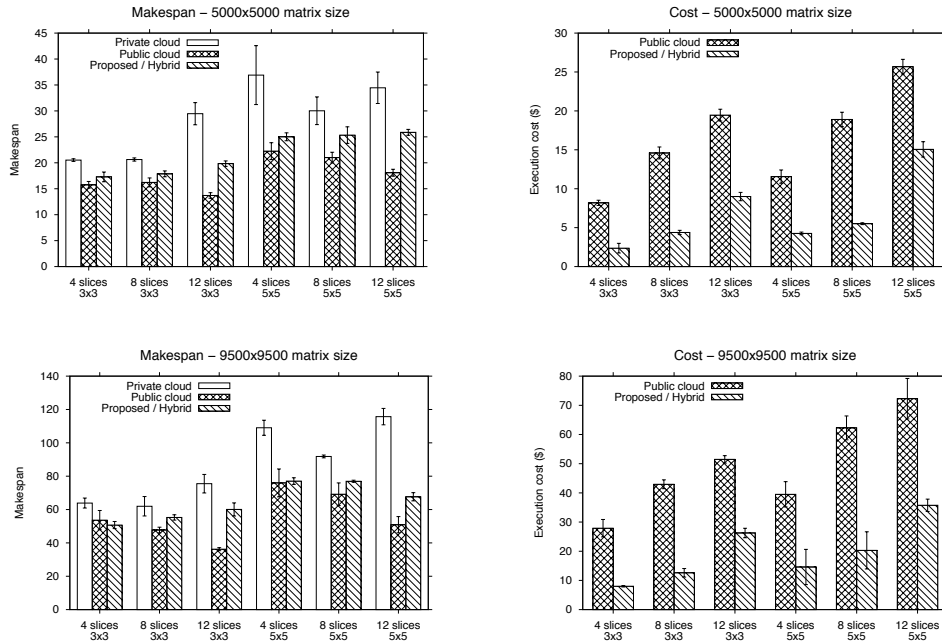 Makespan – 5000x5000 matrix size
45
40
35
30
25
20
15
10
5
0
Makespan
Private cloud
Public cloud
Proposed / Hybrid
4 slices
3x3
8 slices
3x3
12 slices
3x3
4 slices
5x5
8 slices
5x5
12 slices
5x5
Cost – 5000x5000 matrix size
30
25
20
15
10
5
0
Execution cost ($)
Public cloud
Proposed / Hybrid
4 slices
3x3
8 slices
3x3
12 slices
3x3
4 slices
5x5
8 slices
5x5
12 slices
5x5
Makespan – 9500x9500 matrix size
140
120
100
80
60
40
20
0
Makespan
Private cloud
Public cloud
Proposed / Hybrid
4 slices
3x3
8 slices
3x3
12 slices
3x3
4 slices
5x5
8 slices
5x5
12 slices
5x5
Cost – 9500x9500 matrix size
80
70
60
50
40
30
20
10
0
Execution cost ($)
Public cloud
Proposed / Hybrid
4 slices
3x3
8 slices
3x3
12 slices
3x3
4 slices
5x5
8 slices
5x5
12 slices
5x5